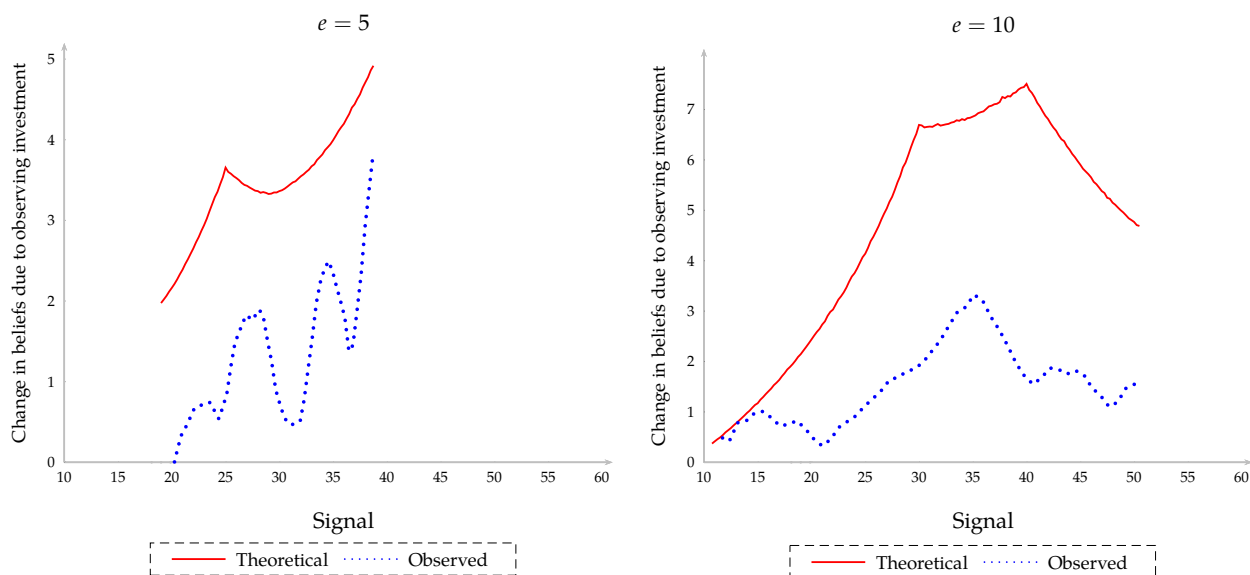 e = 5
Change in beliefs due to observing investment
5
4
3
2
1
0
10 15 20 25 30 35 40 45 50 55 60
Signal
Theoretical Observed
e = 10
Change in beliefs due to observing investment
7
6
5
4
3
2
1
0
10 15 20 25 30 35 40 45 50 55 60
Signal
Theoretical Observed